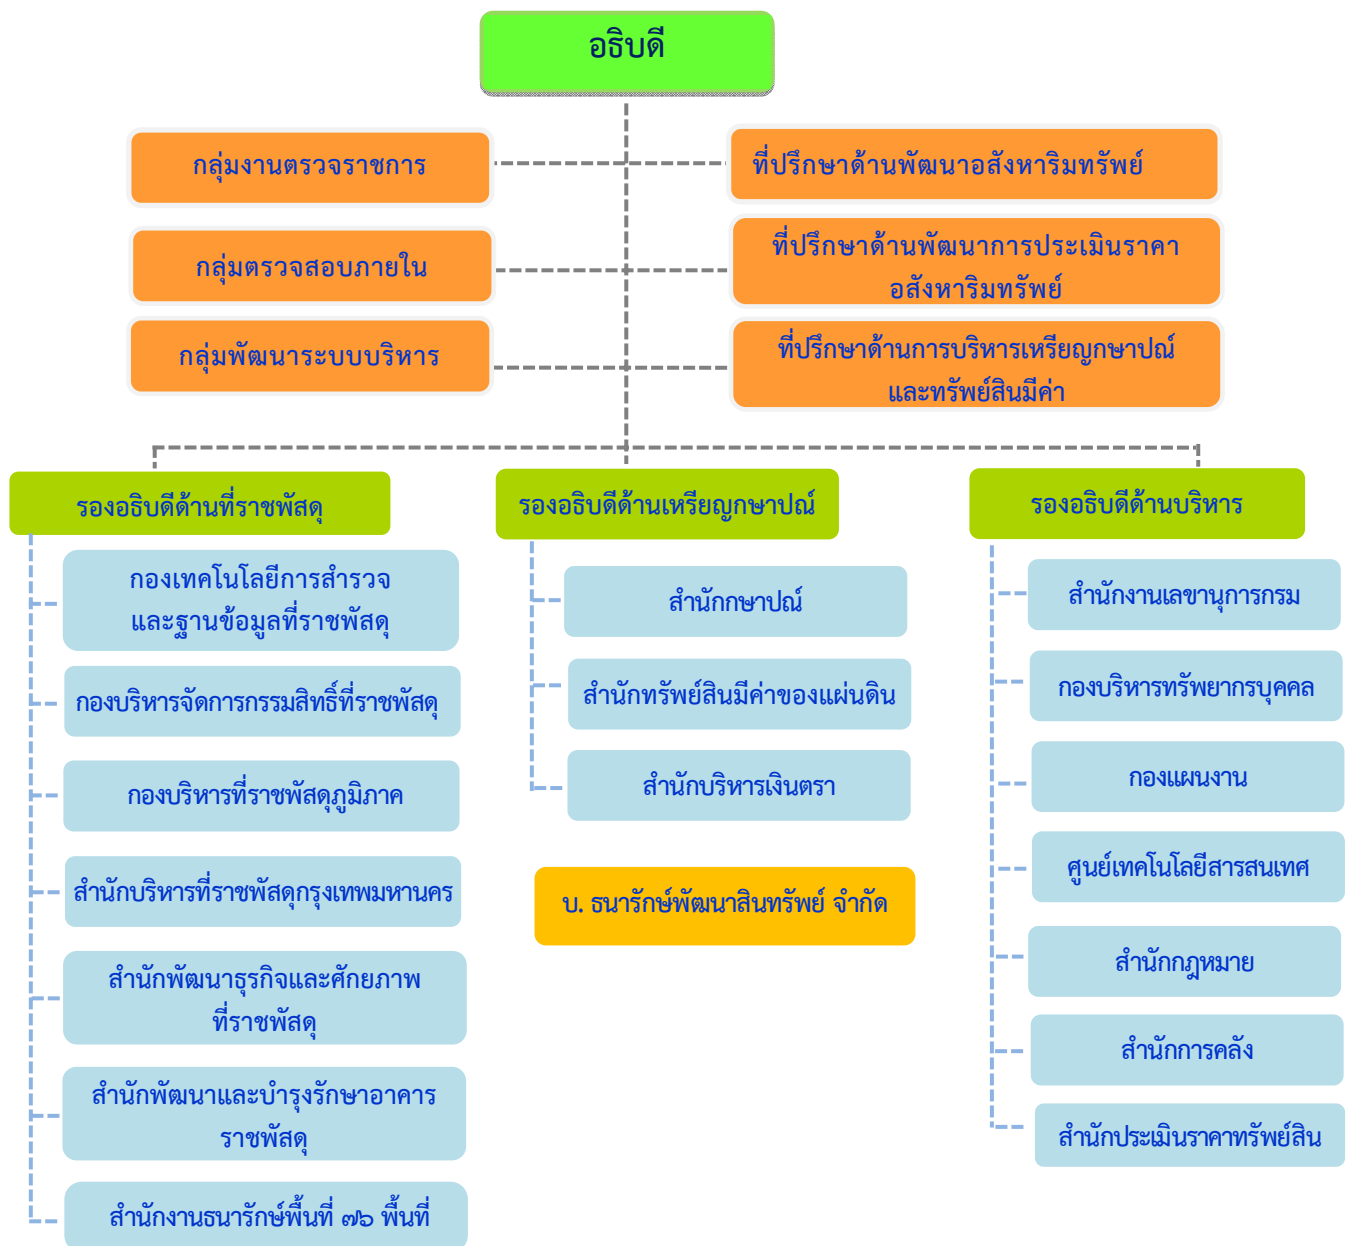 อธิบดี
กลุ่มงานตรวจราชการ
ที่ปรึกษาด้านพัฒนาอสังหาริมทรัพย์
กลุ่มตรวจสอบภายใน
ที่ปรึกษาด้านพัฒนาการประเมินราคา
อสังหาริมทรัพย์
กลุ่มพัฒนาระบบบริหาร
ที่ปรึกษาด้านการบริหารเหรียญกษาปณ์
และทรัพย์สินมีค่า
รองอธิบดีด้านที่ราชพัสดุ
กองเทคโนโลยีการสำรวจ
และฐานข้อมูลที่ราชพัสดุ
กองบริหารจัดการกรรมสิทธิ์ที่ราชพัสดุ
กองบริหารที่ราชพัสดุภูมิภาค
สำนักบริหารที่ราชพัสดุกรุงเทพมหานคร
สำนักพัฒนาธุรกิจและศักยภาพ
ที่ราชพัสดุ
สำนักพัฒนาและบำรุงรักษาอาคาร
ราชพัสดุ
สำนักงานธนารักษ์พื้นที่ ๗๖ พื้นที่
รองอธิบดีด้านเหรียญกษาปณ์
สำนักกษาปณ์
สำนักทรัพย์สินมีค่าของแผ่นดิน
สำนักบริหารเงินตรา
บ. ธนารักษ์พัฒนาสินทรัพย์ จำกัด
รองอธิบดีด้านบริหาร
สำนักงานเลขานุการกรม
กองบริหารทรัพยากรบุคคล
กองแผนงาน
ศูนย์เทคโนโลยีสารสนเทศ
สำนักกฎหมาย
สำนักการคลัง
สำนักประเมินราคาทรัพย์สิน